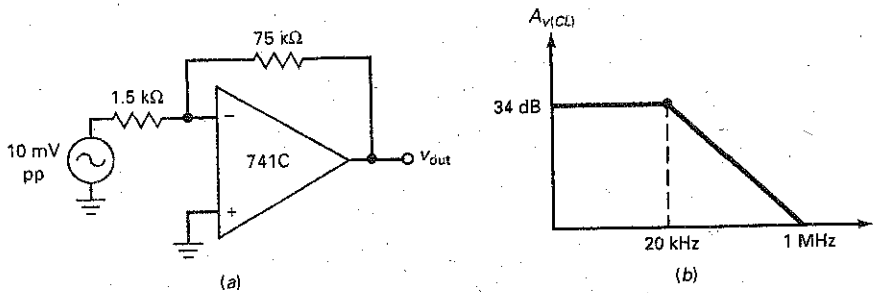 75 kΩ
1.5 kΩ
−
+
741C
10 mV
pp
v_out
(a)
A_v(CL)
34 dB
20 kHz
1 MHz
(b)